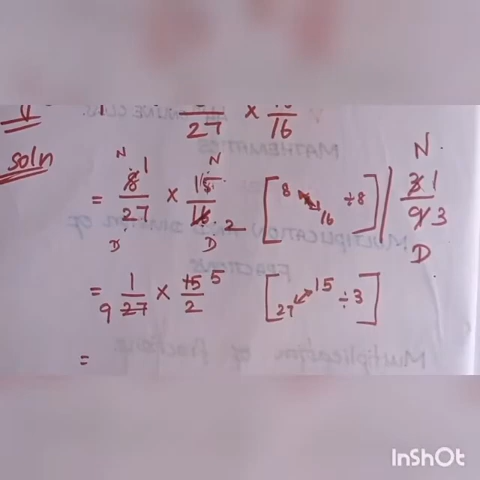 27 × 16
soln
N N N
= 8 1 / 27 × 15 / 16 2 [8 ↘ 16 ÷8] / 3 1 / 9 3
D D D
= 1 / 9 27 × 15 5 / 2 [27 ↔ 15 ÷3]
=
InShOt